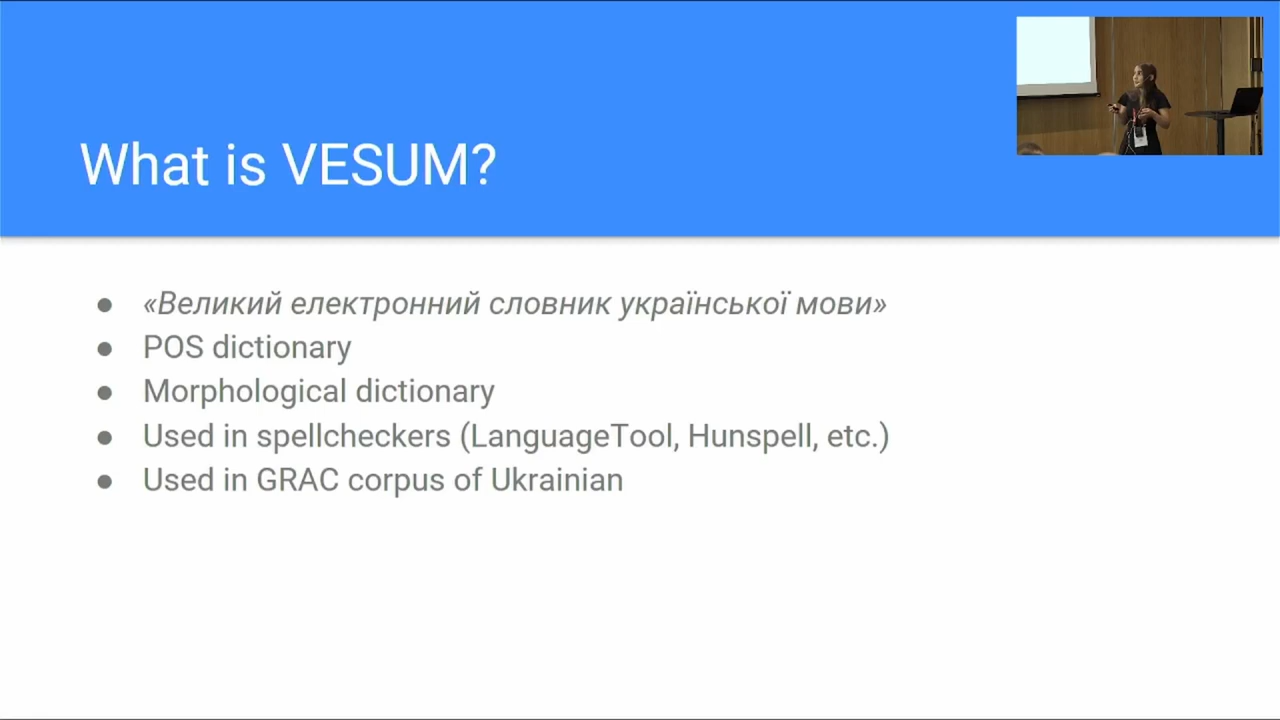 What is VESUM?
«Великий електронний словник української мови»
POS dictionary
Morphological dictionary
Used in spellcheckers (LanguageTool, Hunspell, etc.)
Used in GRAC corpus of Ukrainian